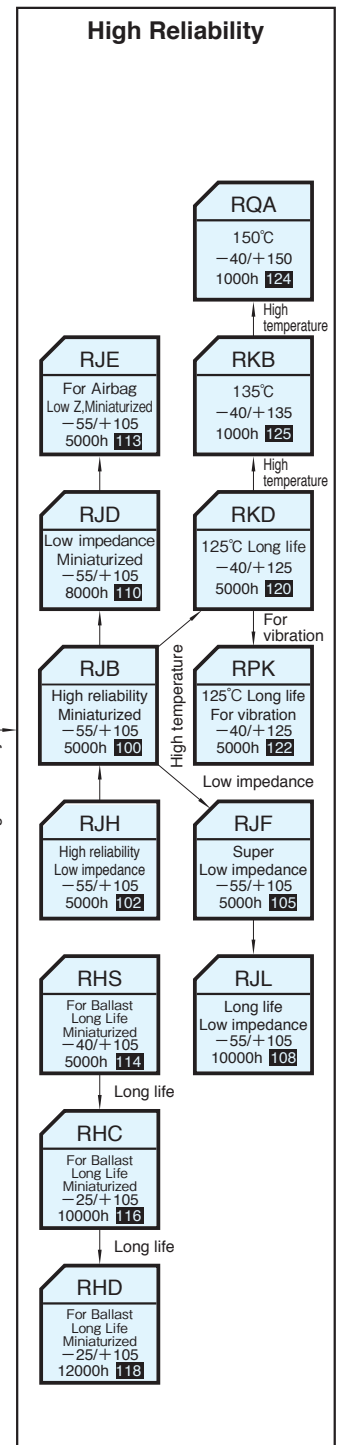 High Reliability
RQA
150℃
−40/+150
1000h 124
High
temperature
RJE
For Airbag
Low Z,Miniaturized
−55/+105
5000h 113
RKB
135℃
−40/+135
1000h 125
High
temperature
RJD
Low impedance
Miniaturized
−55/+105
8000h 110
RKD
125℃ Long life
−40/+125
5000h 120
For
vibration
RJB
High reliability
Miniaturized
−55/+105
5000h 100
High temperature
RPK
125℃ Long life
For vibration
−40/+125
5000h 122
Low impedance
RJH
High reliability
Low impedance
−55/+105
5000h 102
RJF
Super
Low impedance
−55/+105
5000h 105
RHS
For Ballast
Long Life
Miniaturized
−40/+105
5000h 114
Long life
RJL
Long life
Low impedance
−55/+105
10000h 108
RHC
For Ballast
Long Life
Miniaturized
−25/+105
10000h 116
Long life
RHD
For Ballast
Long Life
Miniaturized
−25/+105
12000h 118